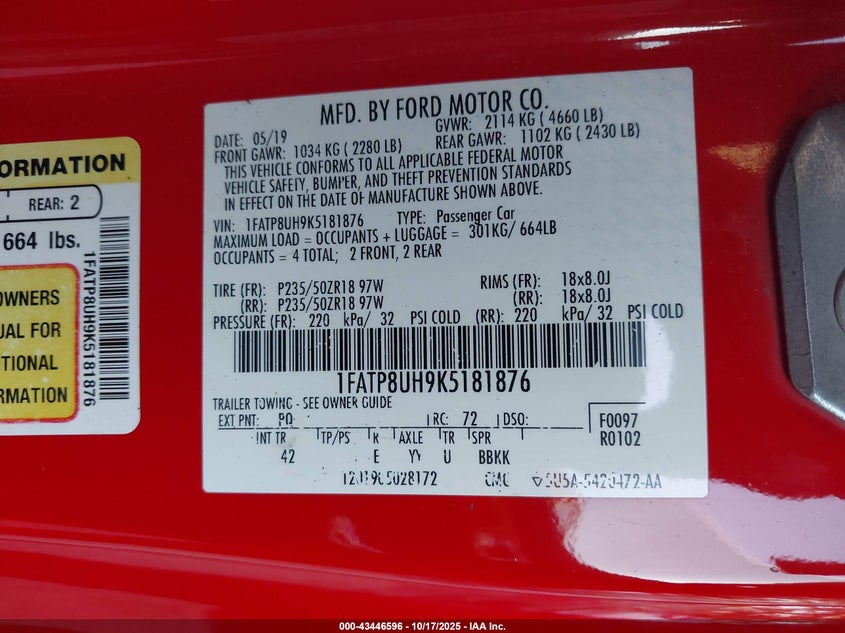 ORMATION
REAR: 2
664 lbs.
OWNERS
UAL FOR
TIONAL
KS.
1FATP8UH9K5181876
MFD. BY FORD MOTOR CO.
DATE: 05/19
GVWR: 2114 KG ( 4660 LB)
FRONT GAWR: 1034 KG ( 2280 LB)
REAR GAWR: 1102 KG ( 2430 LB)
THIS VEHICLE CONFORMS TO ALL APPLICABLE FEDERAL MOTOR
VEHICLE SAFETY, BUMPER, AND THEFT PREVENTION STANDARDS
IN EFFECT ON THE DATE OF MANUFACTURE SHOWN ABOVE.
VIN: 1FATP8UH9K5181876 TYPE: Passenger Car
MAXIMUM LOAD = OCCUPANTS + LUGGAGE = 301KG/ 664LB
OCCUPANTS = 4 TOTAL; 2 FRONT, 2 REAR
TIRE (FR): P235/50ZR18 97W RIMS (FR): 18x8.0J
(RR): P235/50ZR18 97W (RR): 18x8.0J
PRESSURE (FR): 220 kPa/ 32 PSI COLD (RR): 220 kPa/ 32 PSI COLD
1FATP8UH9K5181876
TRAILER TOWING - SEE OWNER GUIDE
EXT PNT: PQ RC: 72 DSO: F0097
R0102
INT TR TP/PS R AXLE TR SPR
42 E YY U BBKK
CMC
000-43446596 - 10/17/2025 - IAA Inc.